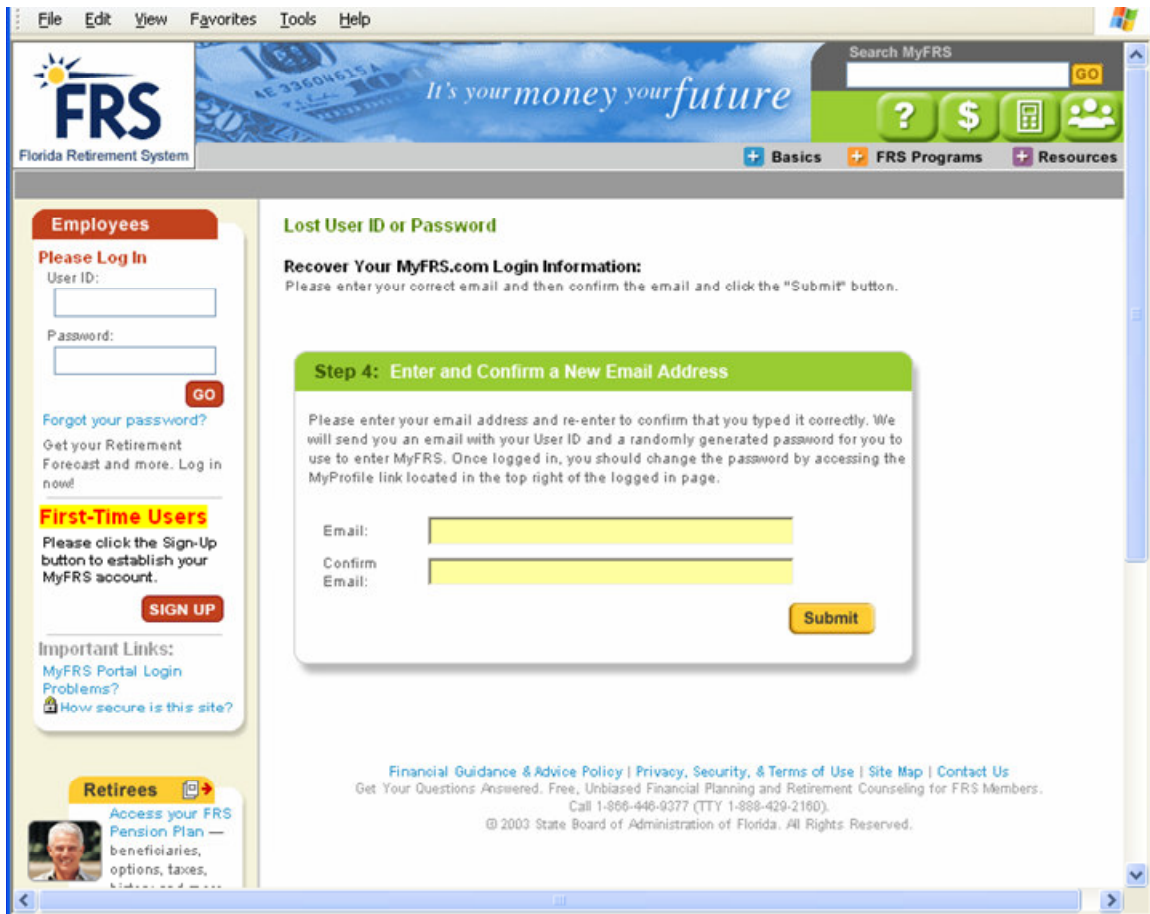 File Edit View Favorites Tools Help
FRS
Florida Retirement System
AE 33604615A
It's your money your future
Search MyFRS
GO
? $
Basics FRS Programs Resources
Employees
Please Log In
User ID:
Password:
GO
Forgot your password?
Get your Retirement
Forecast and more. Log in
now!
First-Time Users
Please click the Sign-Up
button to establish your
MyFRS account.
SIGN UP
Important Links:
MyFRS Portal Login
Problems?
How secure is this site?
Retirees
Access your FRS
Pension Plan —
beneficiaries,
options, taxes,
Lost User ID or Password
Recover Your MyFRS.com Login Information:
Please enter your correct email and then confirm the email and click the "Submit" button.
Step 4: Enter and Confirm a New Email Address
Please enter your email address and re-enter to confirm that you typed it correctly. We
will send you an email with your User ID and a randomly generated password for you to
use to enter MyFRS. Once logged in, you should change the password by accessing the
MyProfile link located in the top right of the logged in page.
Email:
Confirm
Email:
Submit
Financial Guidance & Advice Policy | Privacy, Security, & Terms of Use | Site Map | Contact Us
Get Your Questions Answered. Free, Unbiased Financial Planning and Retirement Counseling for FRS Members.
Call 1-866-446-9377 (TTY 1-888-429-2160).
© 2003 State Board of Administration of Florida. All Rights Reserved.